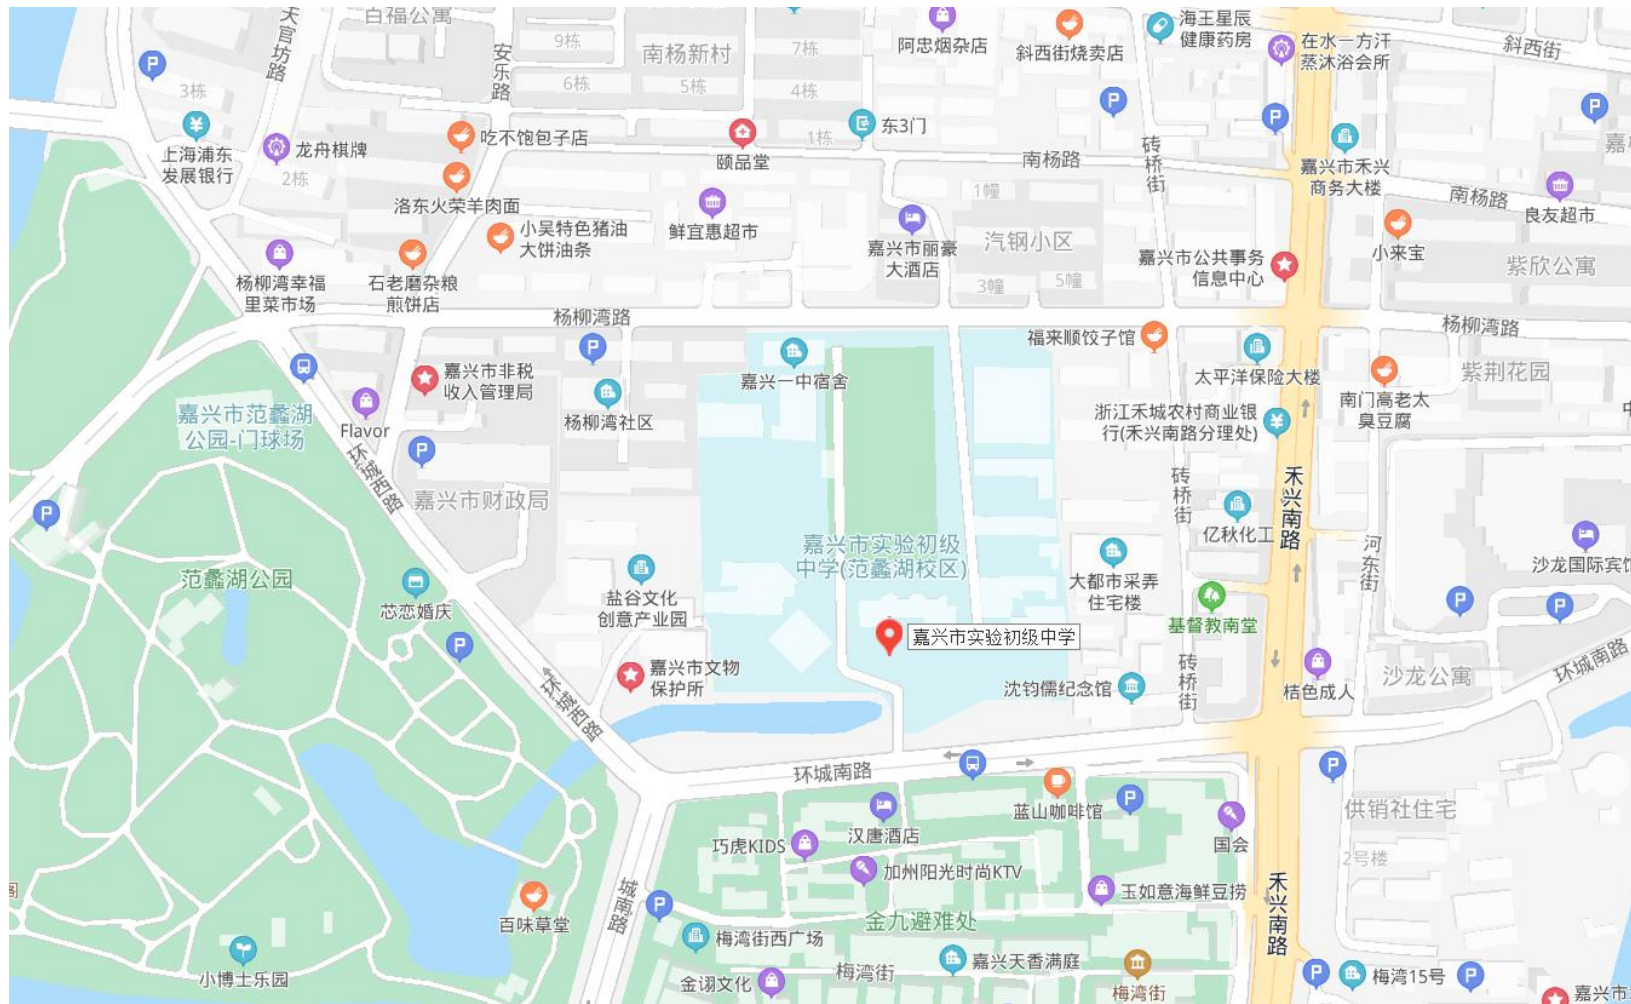 天官坊路
百福公寓
安乐路
9栋
南杨新村
7栋
阿忠烟杂店
斜西街烧卖店
海王星辰
健康药房
在水一方汗
蒸沐浴会所
斜西街
3栋
6栋
5栋
4栋
上海浦东
发展银行
龙舟棋牌
2栋
吃不饱包子店
颐品堂
1栋
东3门
南杨路
砖桥街
嘉兴市禾兴
商务大楼
南杨路
良友超市
洛东火荣羊肉面
小吴特色猪油
大饼油条
鲜宜惠超市
1幢
嘉兴市丽豪
大酒店
汽钢小区
嘉兴市公共事务
信息中心
小来宝
紫欣公寓
杨柳湾幸福
里菜市场
石老磨杂粮
煎饼店
3幢
5幢
杨柳湾路
福来顺饺子馆
杨柳湾路
嘉兴市非税
收入管理局
嘉兴一中宿舍
太平洋保险大楼
紫荆花园
嘉兴市范蠡湖
公园-门球场
Flavor
杨柳湾社区
浙江禾城农村商业银
行(禾兴南路分理处)
南门高老太
臭豆腐
环城西路
嘉兴市财政局
砖桥街
禾兴南路
亿秋化工
河东街
嘉兴市实验初级
中学(范蠡湖校区)
沙龙国际宾馆
范蠡湖公园
芯恋婚庆
盐谷文化
创意产业园
大都市采弄
住宅楼
基督教南堂
嘉兴市实验初级中学
嘉兴市文物
保护所
沈钧儒纪念馆
砖桥街
桔色成人
沙龙公寓
环城南路
环城西路
环城南路
蓝山咖啡馆
供销社住宅
汉唐酒店
巧虎KIDS
国会
2号楼
加州阳光时尚KTV
玉如意海鲜豆捞
城南路
百味草堂
金九避难处
禾兴南路
梅湾街西广场
小博士乐园
金诩文化
梅湾街
嘉兴天香满庭
梅湾街
梅湾15号
嘉兴市